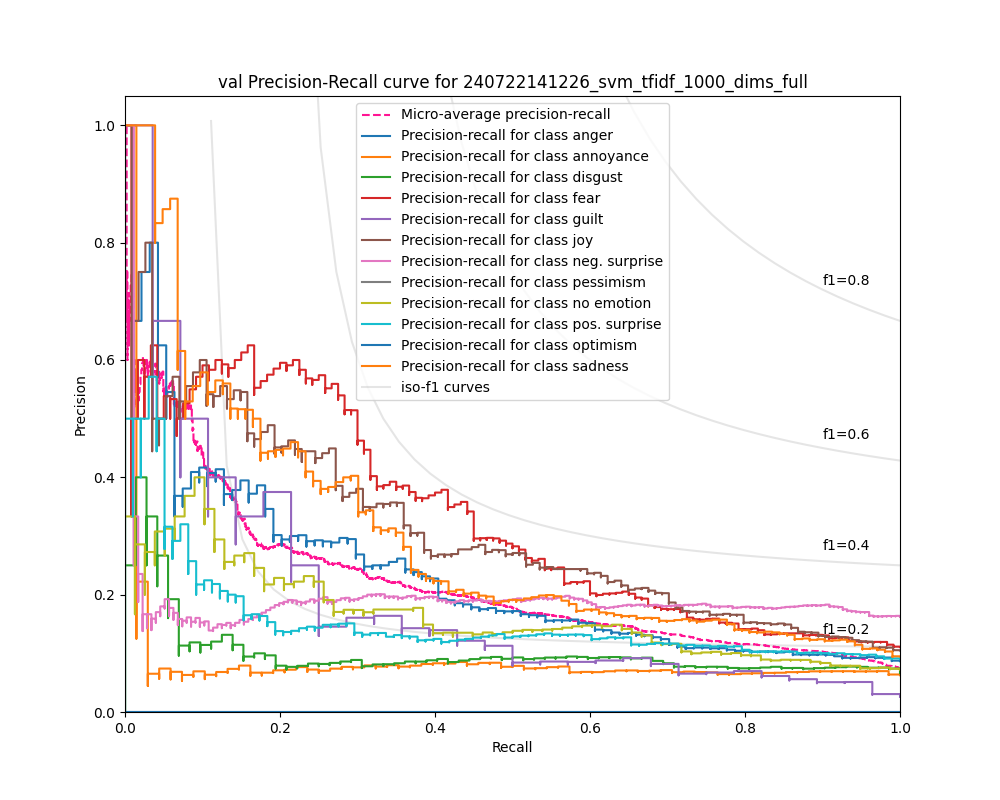 val Precision-Recall curve for 240722141226_svm_tfidf_1000_dims_full
1.0
0.8
0.6
0.4
0.2
0.0
Precision
Micro-average precision-recall
Precision-recall for class anger
Precision-recall for class annoyance
Precision-recall for class disgust
Precision-recall for class fear
Precision-recall for class guilt
Precision-recall for class joy
Precision-recall for class neg. surprise
Precision-recall for class pessimism
Precision-recall for class no emotion
Precision-recall for class pos. surprise
Precision-recall for class optimism
Precision-recall for class sadness
iso-f1 curves
f1=0.8
f1=0.6
f1=0.4
f1=0.2
0.0 0.2 0.4 0.6 0.8 1.0
Recall